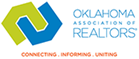 OKLAHOMA
ASSOCIATION OF
REALTORS®
CONNECTING . INFORMING . UNITING